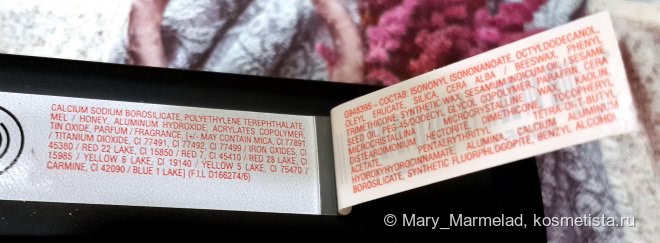 CALCIUM SODIUM BOROSILICATE, POLYETHYLENE TEREPHTHALATE,
MEL / HONEY, ALUMINUM HYDROXIDE, ACRYLATES COPOLYMER,
TIN OXIDE, PARFUM / FRAGRANCE, [+/- MAY CONTAIN, MICA, CI 77891
/ TITANIUM DIOXIDE, CI 77491, CI 77492, CI 77499 / IRON OXIDES, CI
45380 / RED 22 LAKE, CI 15850 / RED 7, CI 45410 / RED 28 LAKE, CI
15985 / YELLOW 6 LAKE, CI 19140 / YELLOW 5 LAKE, CI 75470 /
CARMINE, CI 42090 / BLUE 1 LAKE] (F.I.L D166274/6)
G848395 - СОСТАВ: ISONONYL ISONONANOATE, OCTYLDODECANOL,
OLEYL ERUCATE, SILICA, CERA ALBA / BEESWAX, PHENYL
TRIMETHICONE, SYNTHETIC WAX, SESAMUM INDICUM OIL / SESAME
SEED OIL, PEG-45/DODECYL GLYCOL COPOLYMER, PARAFFIN, CERA
MICROCRISTALLINA / MICROCRYSTALLINE WAX, KAOLIN,
DISTEARDIMONIUM HECTORITE, DIMETHICONE, TOCOPHERYL
ACETATE, PENTAERYTHRITYL TETRA-DI-T-BUTYL
HYDROXYHYDROCINNAMATE, ALUMINA, CALCIUM ALUMINUM
BOROSILICATE, SYNTHETIC FLUORPHLOGOPITE, BENZYL ALCOHOL,
© Mary_Marmelad, kosmetista.ru